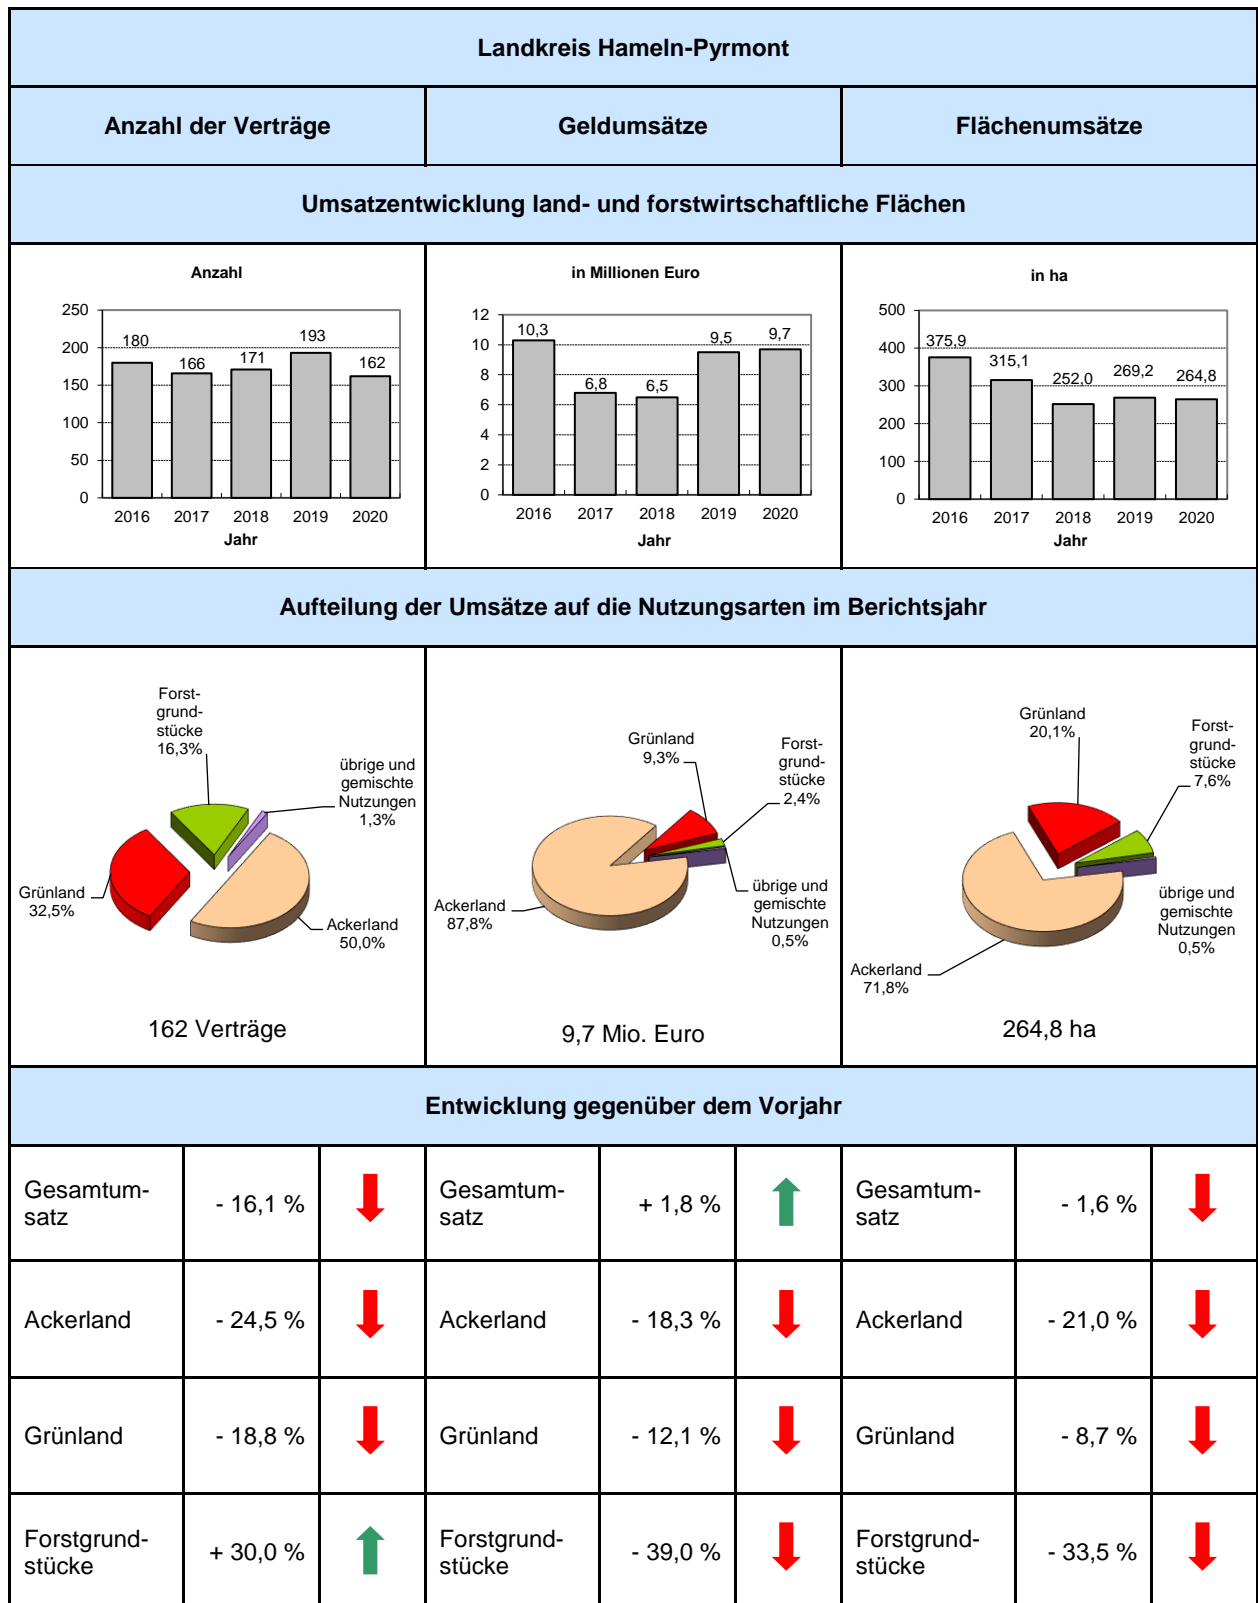 Landkreis Hameln-Pyrmont
Anzahl der Verträge
Geldumsätze
Flächenumsätze
Umsatzentwicklung land- und forstwirtschaftliche Flächen
Anzahl
250
200
150
100
50
0
180
166
171
193
162
2016 2017 2018 2019 2020
Jahr
in Millionen Euro
12
10
8
6
4
2
0
10,3
6,8
6,5
9,5
9,7
2016 2017 2018 2019 2020
Jahr
in ha
500
400
300
200
100
0
375,9
315,1
252,0
269,2
264,8
2016 2017 2018 2019 2020
Jahr
Aufteilung der Umsätze auf die Nutzungsarten im Berichtsjahr
Forst-
grund-
stücke
16,3%
übrige und
gemischte
Nutzungen
1,3%
Grünland
32,5%
Ackerland
50,0%
162 Verträge
Grünland
9,3%
Forst-
grund-
stücke
2,4%
Ackerland
87,8%
übrige und
gemischte
Nutzungen
0,5%
9,7 Mio. Euro
Grünland
20,1%
Forst-
grund-
stücke
7,6%
übrige und
gemischte
Nutzungen
0,5%
Ackerland
71,8%
264,8 ha
Entwicklung gegenüber dem Vorjahr
Gesamtum-
satz
- 16,1 %
Gesamtum-
satz
+ 1,8 %
Gesamtum-
satz
- 1,6 %
Ackerland
- 24,5 %
Ackerland
- 18,3 %
Ackerland
- 21,0 %
Grünland
- 18,8 %
Grünland
- 12,1 %
Grünland
- 8,7 %
Forstgrund-
stücke
+ 30,0 %
Forstgrund-
stücke
- 39,0 %
Forstgrund-
stücke
- 33,5 %